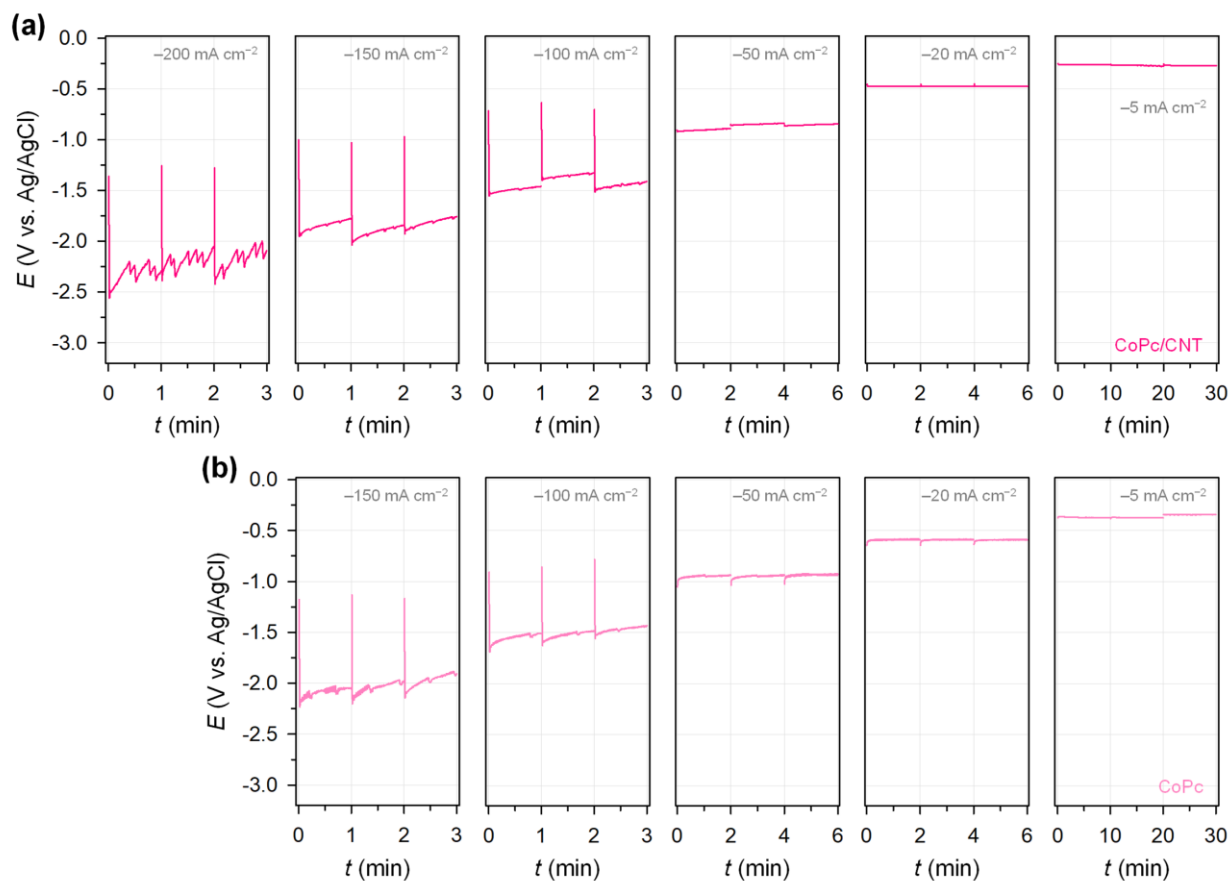 (a)
E (V vs. Ag/AgCl)
0.0
-0.5
-1.0
-1.5
-2.0
-2.5
-3.0
–200 mA cm⁻²
–150 mA cm⁻²
–100 mA cm⁻²
–50 mA cm⁻²
–20 mA cm⁻²
–5 mA cm⁻²
CoPc/CNT
0 1 2 3
0 1 2 3
0 1 2 3
0 2 4 6
0 2 4 6
0 10 20 30
t (min)
t (min)
t (min)
t (min)
t (min)
t (min)
(b)
E (V vs. Ag/AgCl)
0.0
-0.5
-1.0
-1.5
-2.0
-2.5
-3.0
–150 mA cm⁻²
–100 mA cm⁻²
–50 mA cm⁻²
–20 mA cm⁻²
–5 mA cm⁻²
CoPc
0 1 2 3
0 1 2 3
0 2 4 6
0 2 4 6
0 10 20 30
t (min)
t (min)
t (min)
t (min)
t (min)